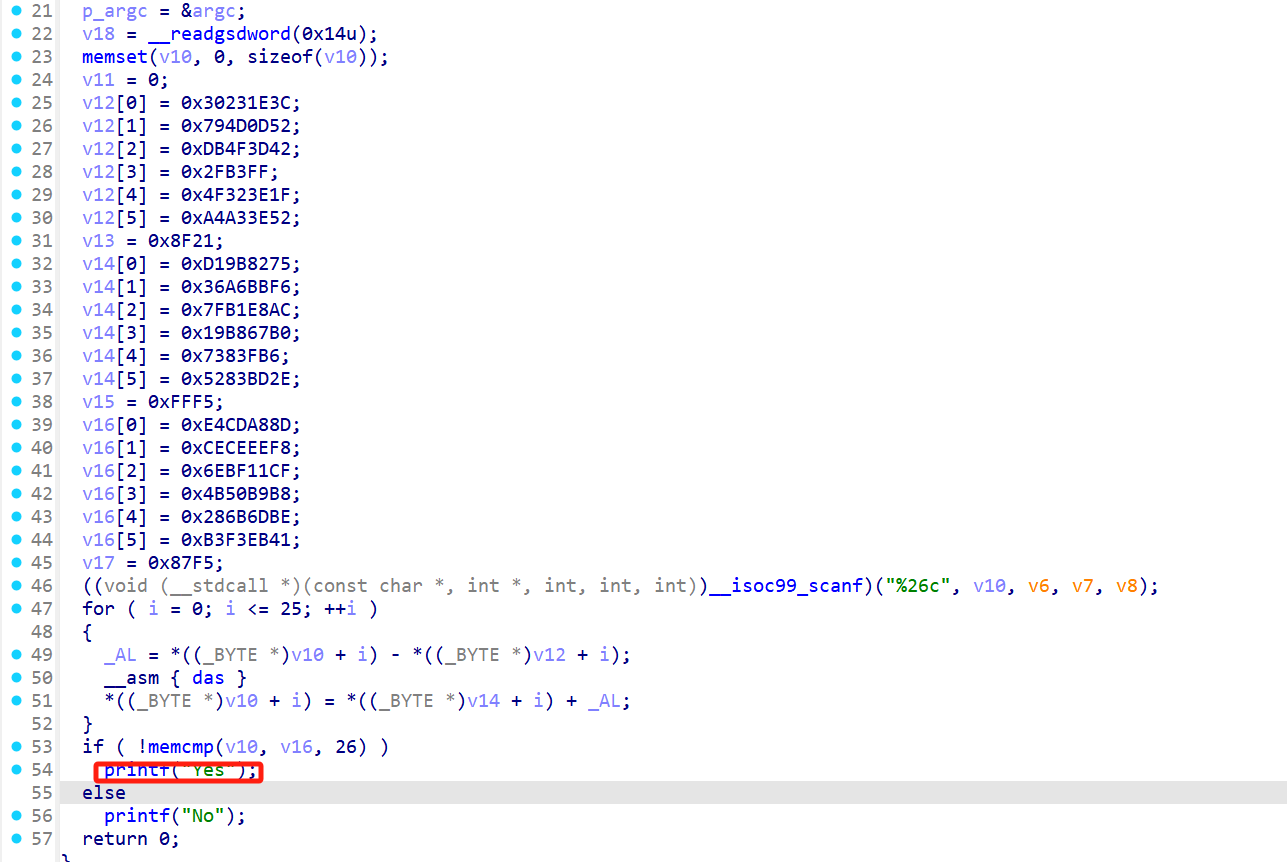 21 p_argc = &argc;
22 v18 = __readgsdword(0x14u);
23 memset(v10, 0, sizeof(v10));
24 v11 = 0;
25 v12[0] = 0x30231E3C;
26 v12[1] = 0x794D0D52;
27 v12[2] = 0xDB4F3D42;
28 v12[3] = 0x2FB3FF;
29 v12[4] = 0x4F323E1F;
30 v12[5] = 0xA4A33E52;
31 v13 = 0x8F21;
32 v14[0] = 0xD19B8275;
33 v14[1] = 0x36A6BBF6;
34 v14[2] = 0x7FB1E8AC;
35 v14[3] = 0x19B867B0;
36 v14[4] = 0x7383FB6;
37 v14[5] = 0x5283BD2E;
38 v15 = 0xFFF5;
39 v16[0] = 0xE4CDA88D;
40 v16[1] = 0xCECEEEF8;
41 v16[2] = 0x6EBF11CF;
42 v16[3] = 0x4B50B9B8;
43 v16[4] = 0x286B6DBE;
44 v16[5] = 0xB3F3EB41;
45 v17 = 0x87F5;
46 ((void (__stdcall *)(const char *, int *, int, int, int))__isoc99_scanf)("%26c", v10, v6, v7, v8);
47 for ( i = 0; i <= 25; ++i )
48 {
49 _AL = *((_BYTE *)v10 + i) - *((_BYTE *)v12 + i);
50 __asm { das }
51 *((_BYTE *)v10 + i) = *((_BYTE *)v14 + i) + _AL;
52 }
53 if ( !memcmp(v10, v16, 26) )
54 printf("Yes");
55 else
56 printf("No");
57 return 0;
}